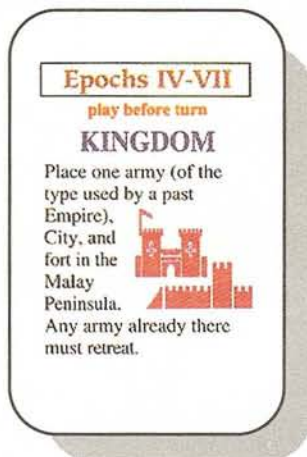 Epochs IV-VII
play before turn
KINGDOM
Place one army (of the
type used by a past
Empire),
City, and
fort in the
Malay
Peninsula.
Any army already there
must retreat.